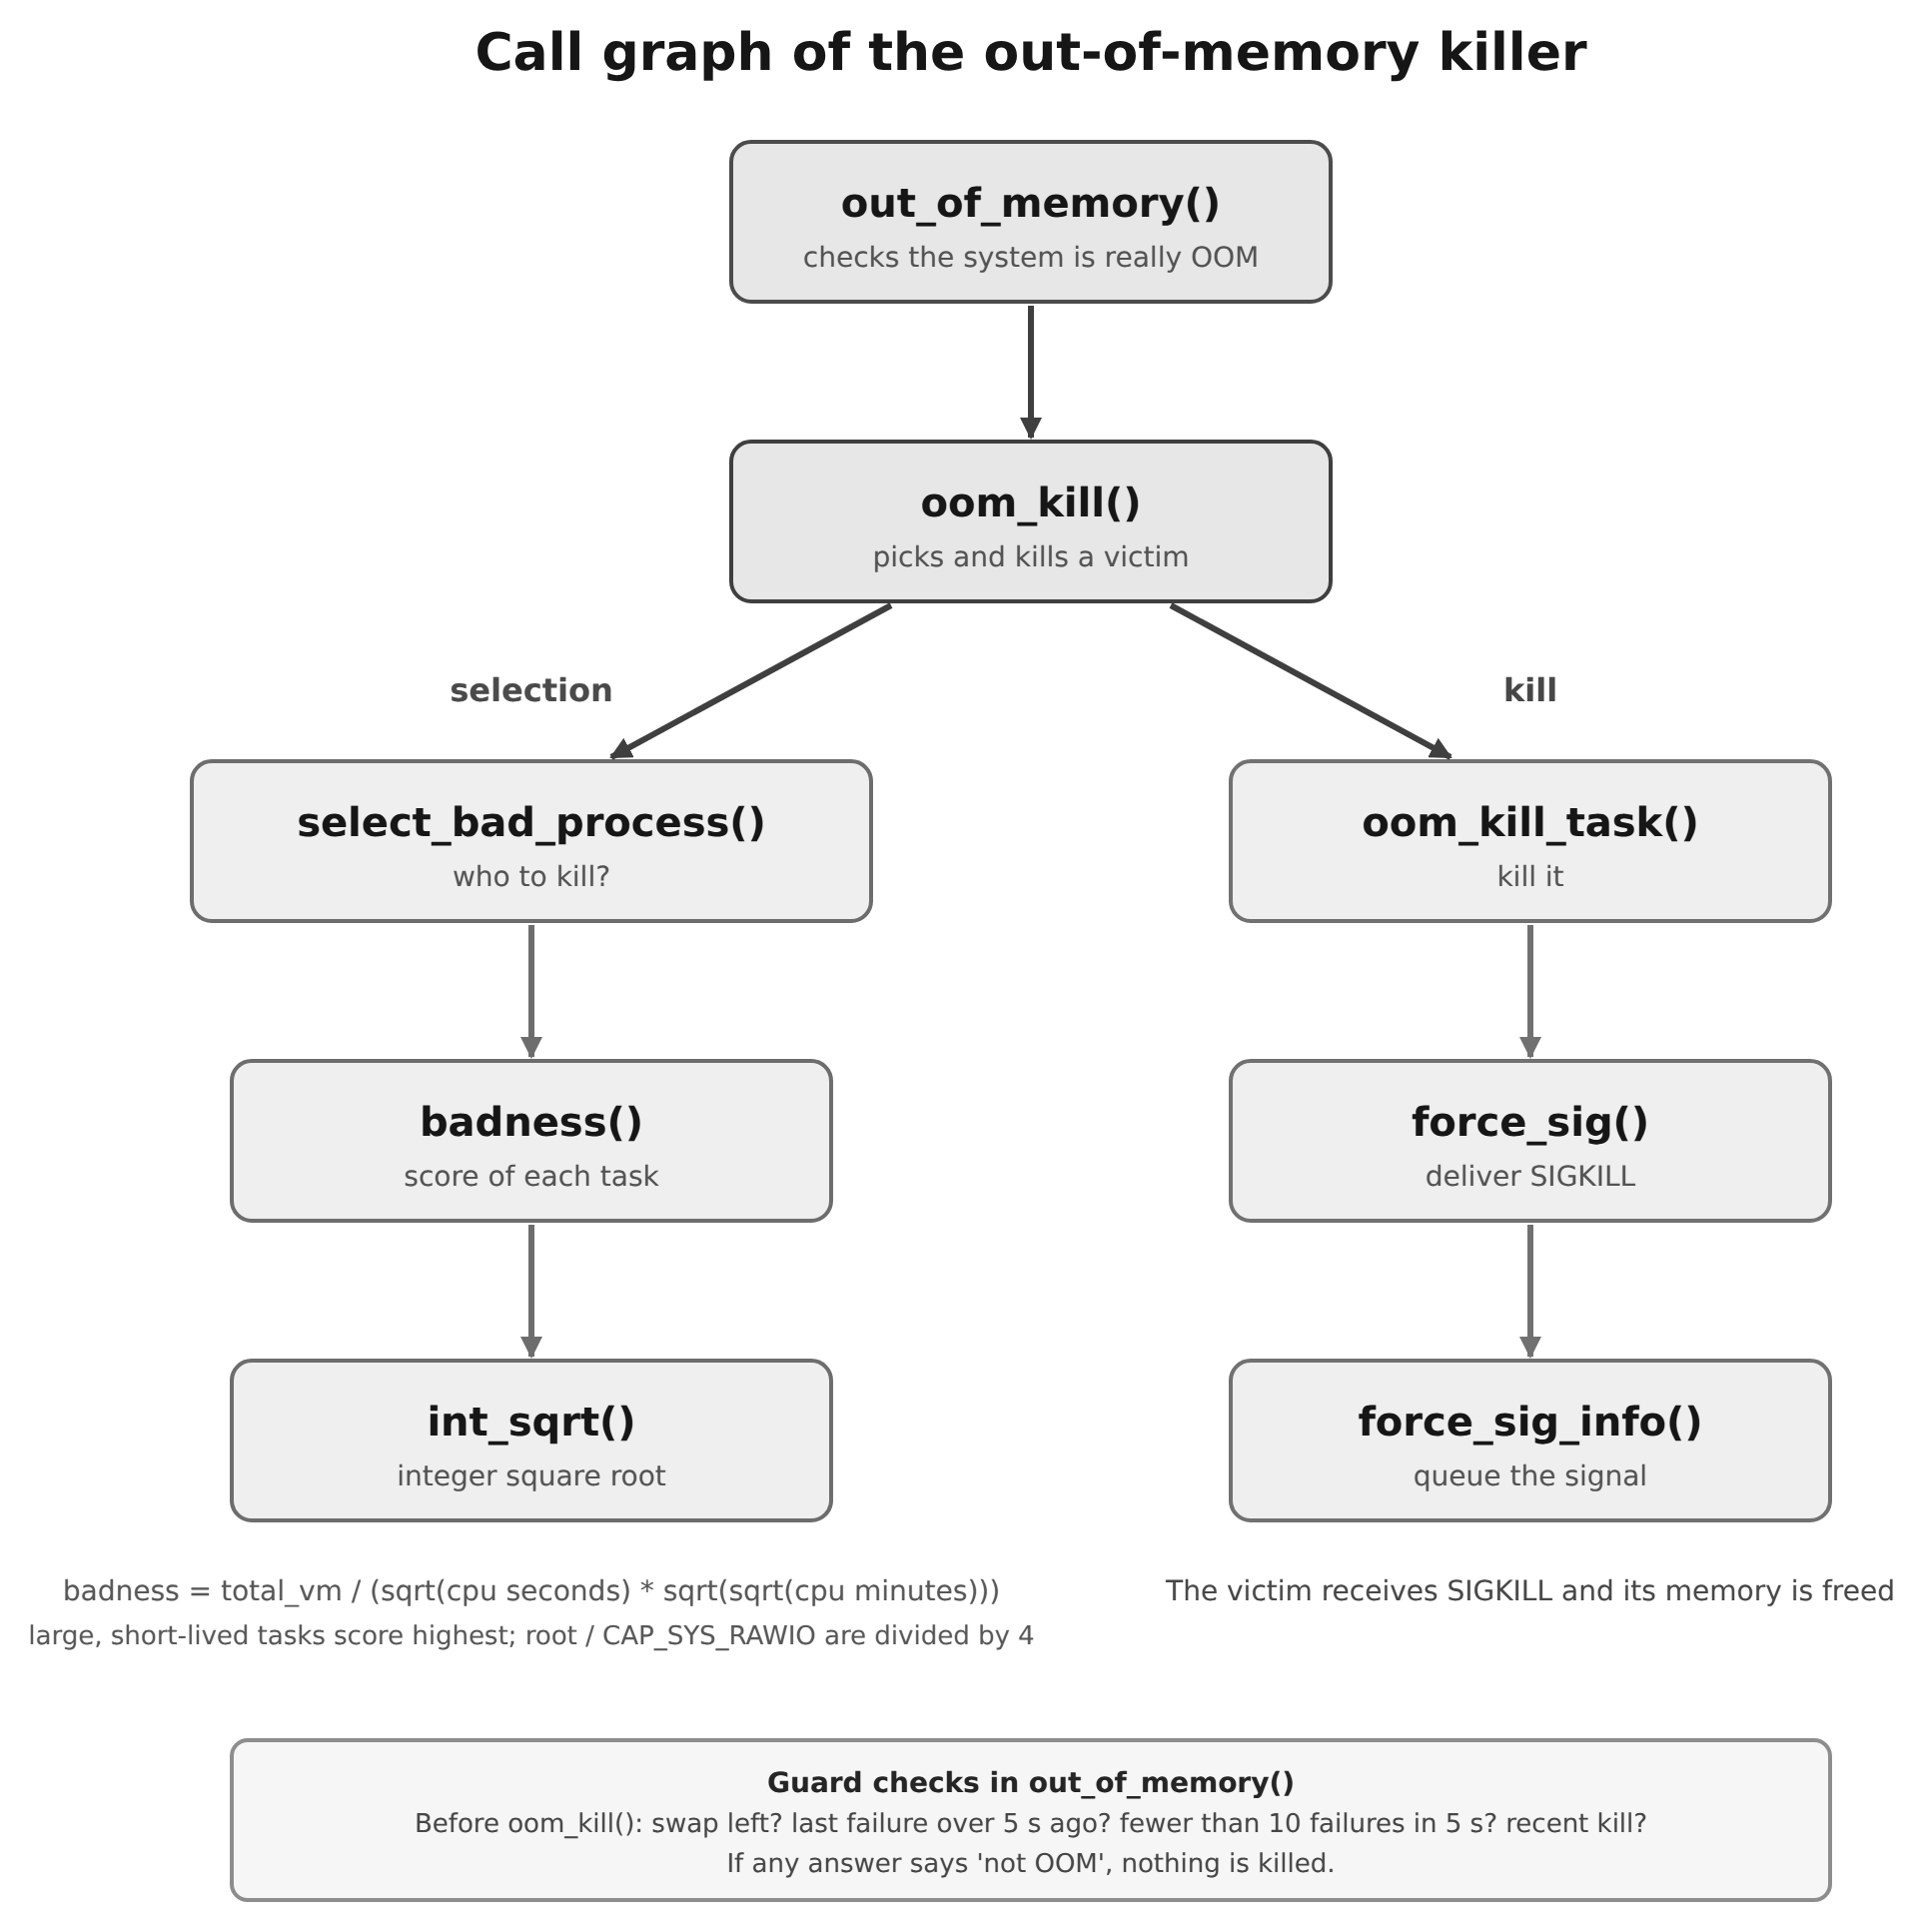 Call graph of the out-of-memory killer
out_of_memory()
checks the system is really OOM
oom_kill()
picks and kills a victim
selection
kill
select_bad_process()
who to kill?
oom_kill_task()
kill it
badness()
score of each task
force_sig()
deliver SIGKILL
int_sqrt()
integer square root
force_sig_info()
queue the signal
badness = total_vm / (sqrt(cpu seconds) * sqrt(sqrt(cpu minutes)))
large, short-lived tasks score highest; root / CAP_SYS_RAWIO are divided by 4
The victim receives SIGKILL and its memory is freed
Guard checks in out_of_memory()
Before oom_kill(): swap left? last failure over 5 s ago? fewer than 10 failures in 5 s? recent kill?
If any answer says 'not OOM', nothing is killed.